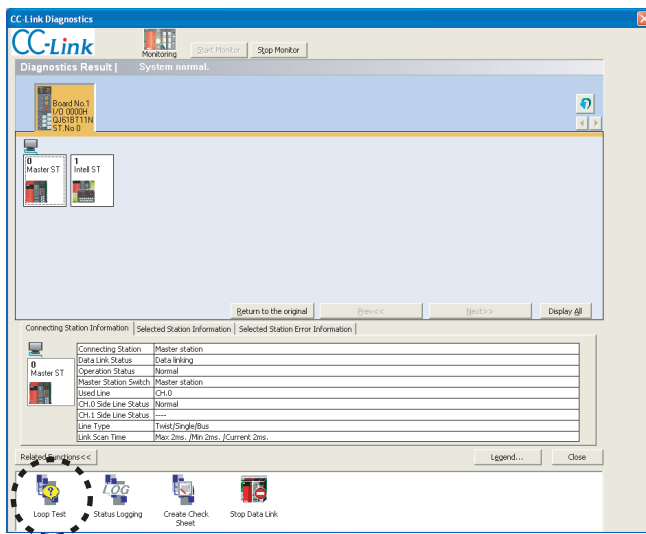 CC-Link Diagnostics
CC-Link
Monitoring
Start Monitor
Stop Monitor
Diagnostics Result | System normal.
Board No.1
I/O 0000H
QJ61BT11N
ST.No 0
0
Master ST
1
Intell ST
Return to the original
Prev<<
Next>>
Display All
Connecting Station Information
Selected Station Information
Selected Station Error Information
0
Master ST
Connecting Station Master station
Data Link Status Data linking
Operation Status Normal
Master Station Switch Master station
Used Line CH.0
CH.0 Side Line Status Normal
CH.1 Side Line Status ----
Line Type Twist/Single/Bus
Link Scan Time Max 2ms. /Min 2ms. /Current 2ms.
Related Functions<<
Legend...
Close
LOG
Loop Test
Status Logging
Create Check
Sheet
Stop Data Link